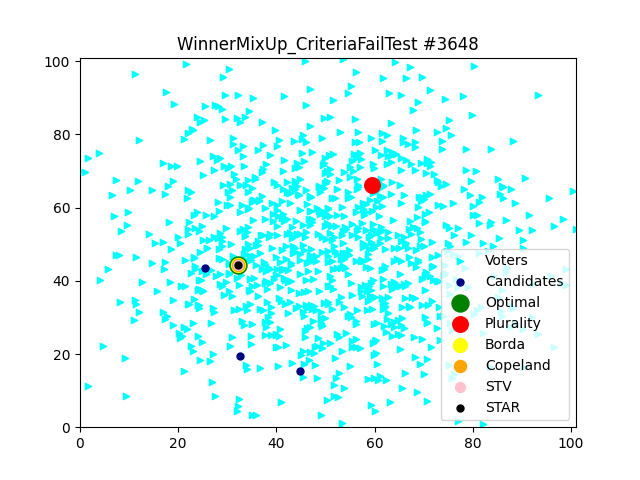 WinnerMixUp_CriteriaFailTest #3648
100
80
60
40
20
0
0 20 40 60 80 100
Voters
Candidates
Optimal
Plurality
Borda
Copeland
STV
STAR